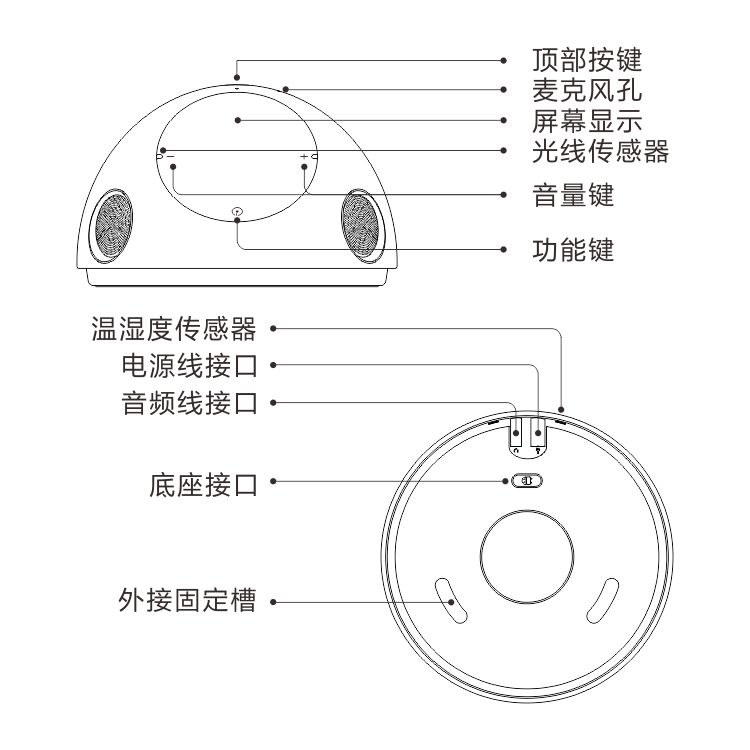 顶部按键
麦克风孔
屏幕显示
光线传感器
音量键
功能键
温湿度传感器
电源线接口
音频线接口
底座接口
外接固定槽